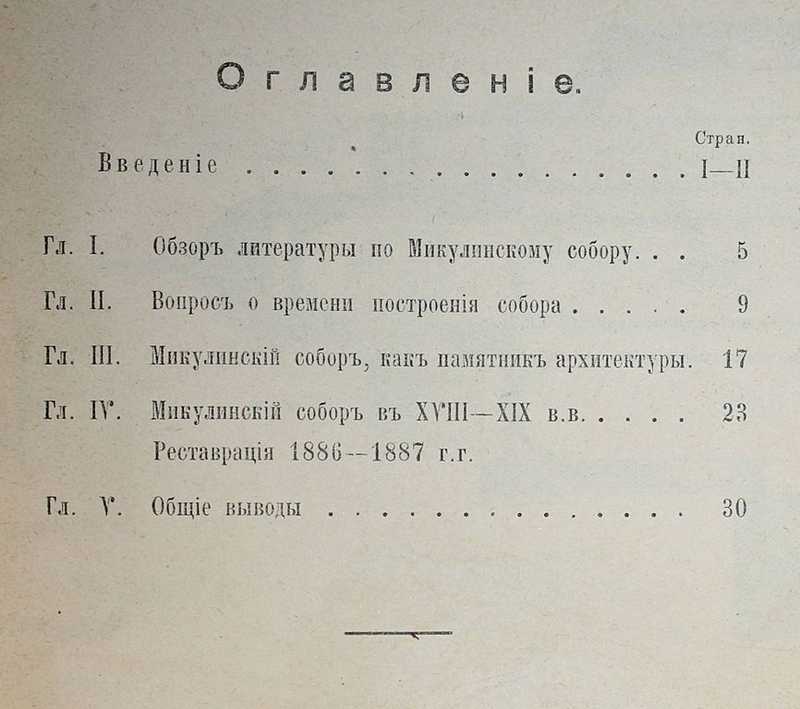 Оглавленіе.
Стран.
Введеніе . . . . . . . . . . . . . . . . . I—II
Гл. I. Обзоръ литературы по Микулинскому собору. . . 5
Гл. II. Вопросъ о времени построенія собора . . . . . 9
Гл. III. Микулинскій соборъ, какъ памятникъ архитектуры. 17
Гл. IV. Микулинскій соборъ въ XVIII—XIX в.в. . . . . 23
Реставрація 1886—1887 г.г.
Гл. V. Общіе выводы . . . . . . . . . . . . . . 30